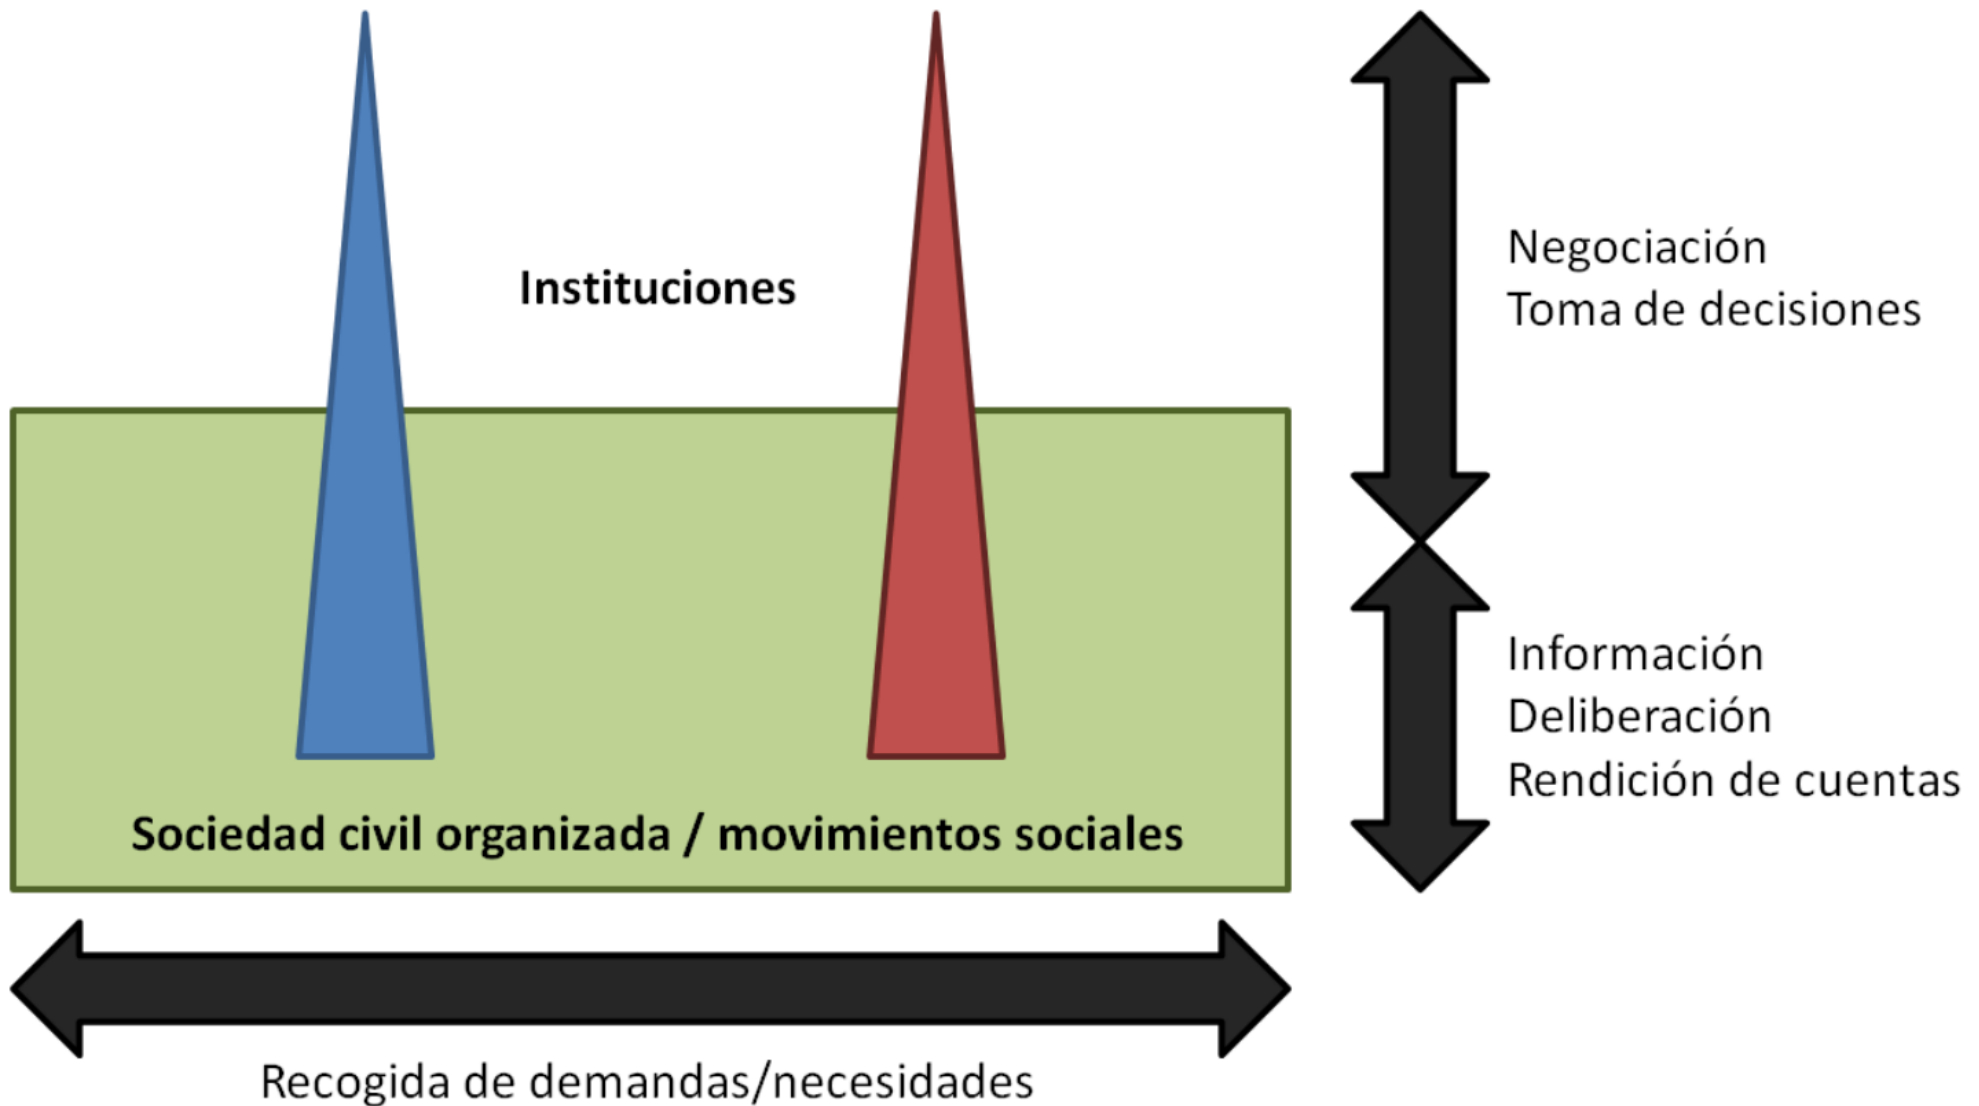 Instituciones
Negociación
Toma de decisiones
Información
Deliberación
Rendición de cuentas
Sociedad civil organizada / movimientos sociales
Recogida de demandas/necesidades